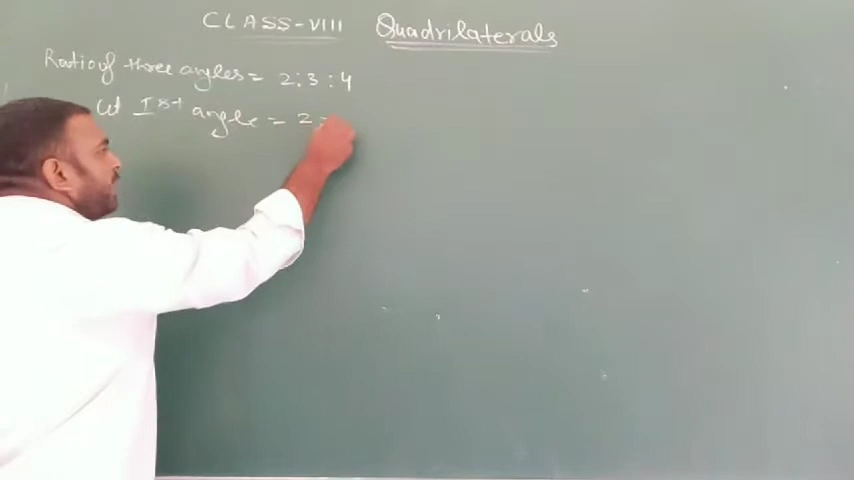 CLASS-VIII Quadrilaterals
Ratio of three angles = 2:3:4
Let Ist angle = 2